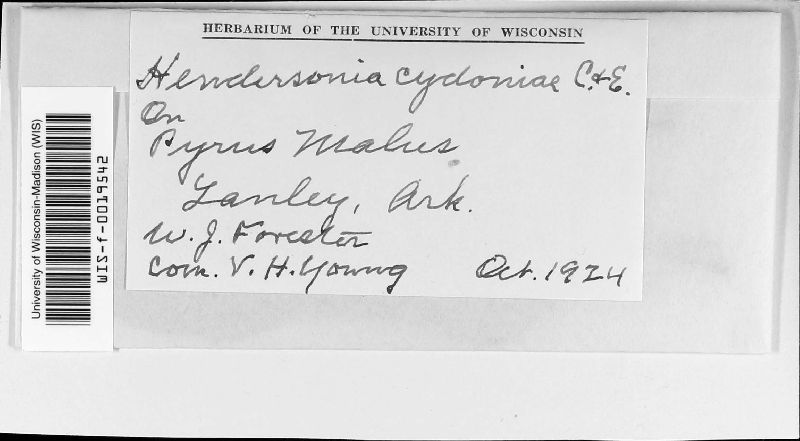 HERBARIUM OF THE UNIVERSITY OF WISCONSIN
Hendersonia cydoniae C.&E.
On
Pyrus Malus
Lanley, Ark.
W. J. Forester
Com. V. H. Young Oct. 1924
University of Wisconsin-Madison (WIS)
WIS-f-0019542